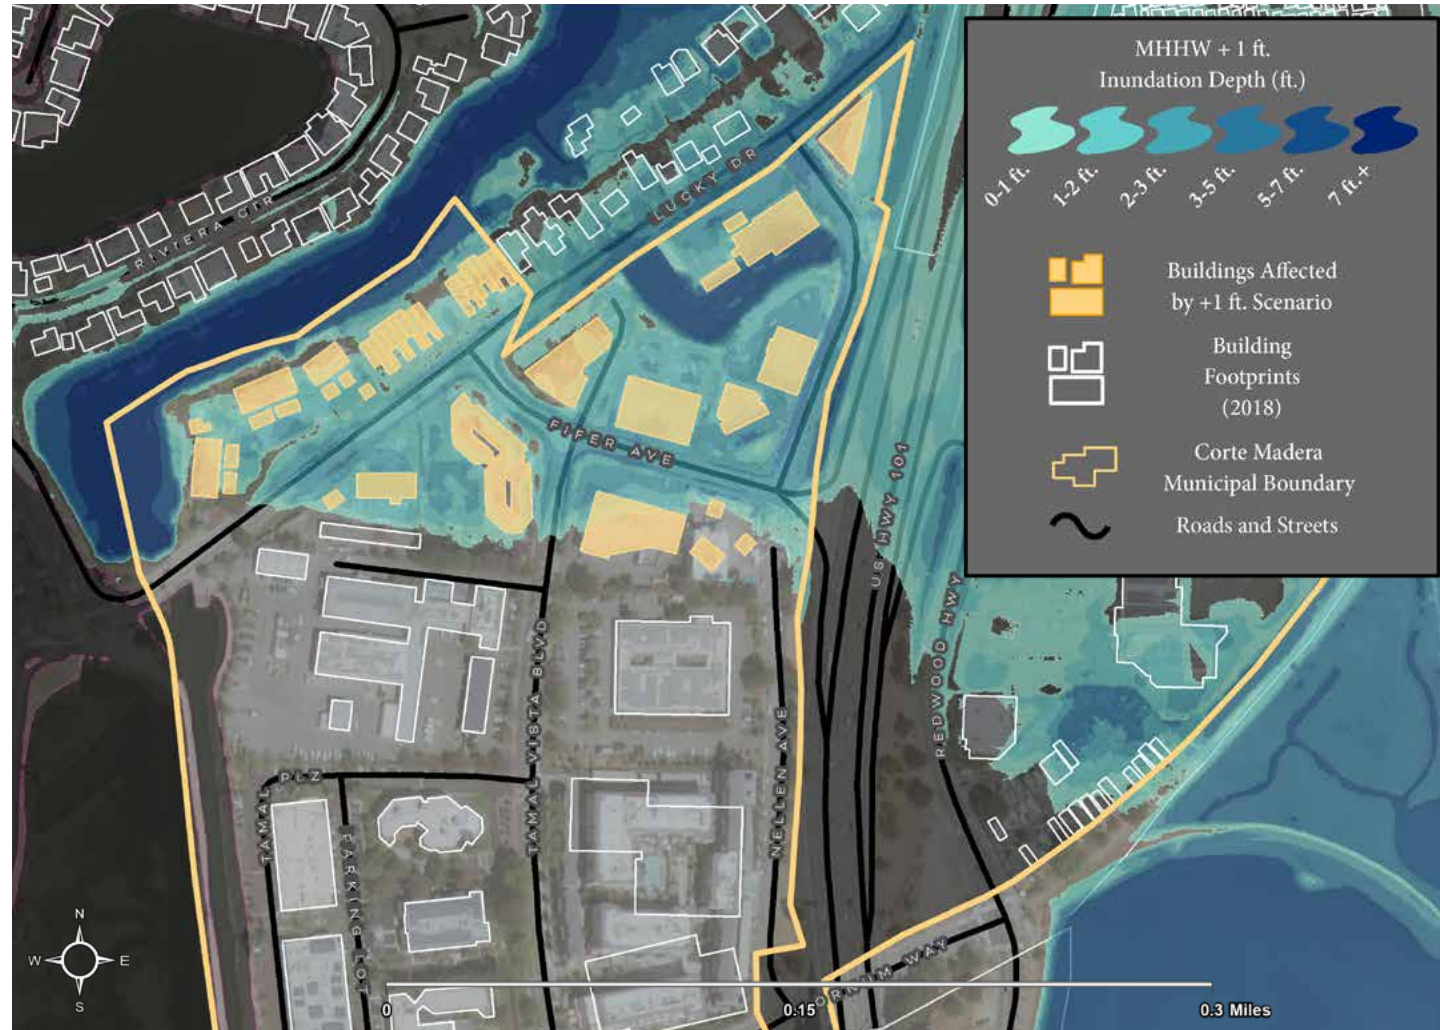 MHHW + 1 ft.
Inundation Depth (ft.)
0-1 ft.
1-2 ft.
2-3 ft.
3-5 ft.
5-7 ft.
7 ft.+
Buildings Affected
by +1 ft. Scenario
Building
Footprints
(2018)
Corte Madera
Municipal Boundary
Roads and Streets
RIVIERA CIR
LUCKY DR
FIFER AVE
US HWY 101
REDWOOD HWY
TAMAL VISTA BLVD
NELLEN AVE
TAMAL PLZ
PARKING LOT
WAY
N
W E
S
0 0.15 0.3 Miles